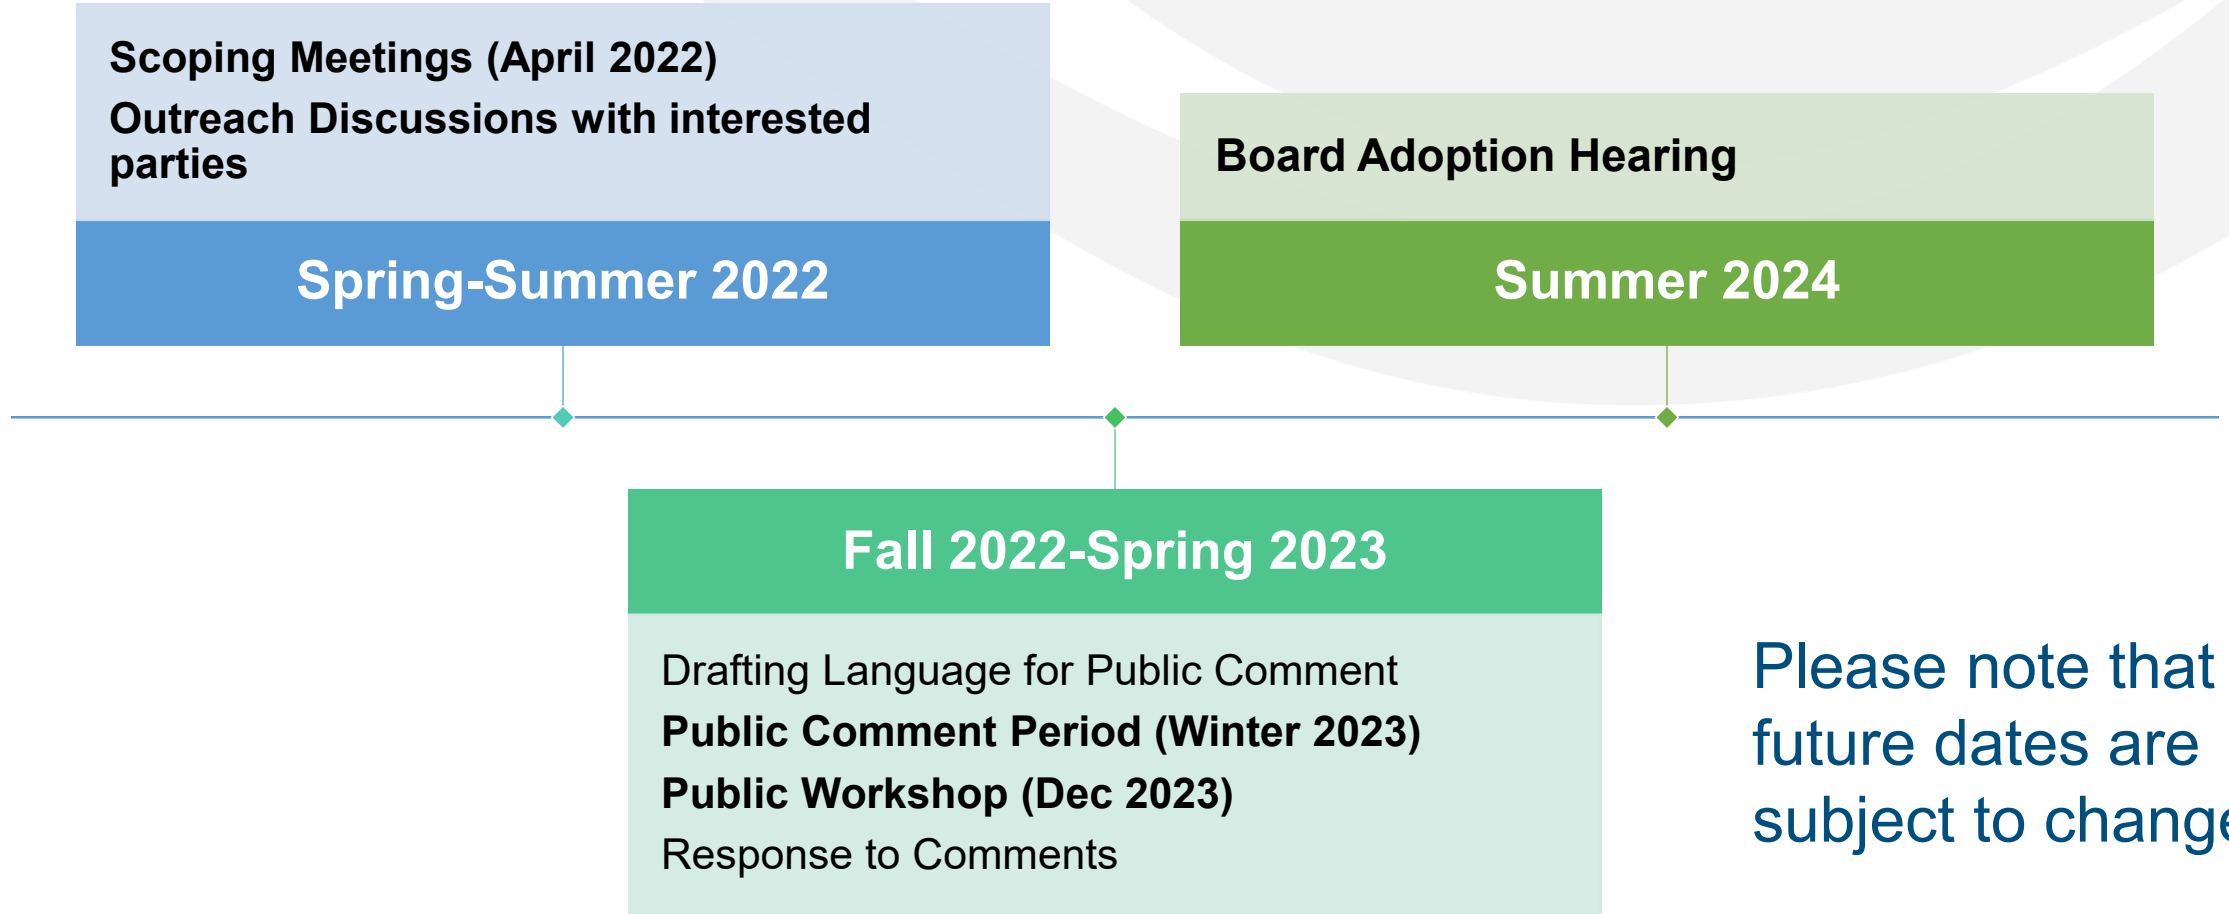 Scoping Meetings (April 2022)
Outreach Discussions with interested
parties
Spring-Summer 2022
Board Adoption Hearing
Summer 2024
Fall 2022-Spring 2023
Drafting Language for Public Comment
Public Comment Period (Winter 2023)
Public Workshop (Dec 2023)
Response to Comments
Please note that
future dates are
subject to change